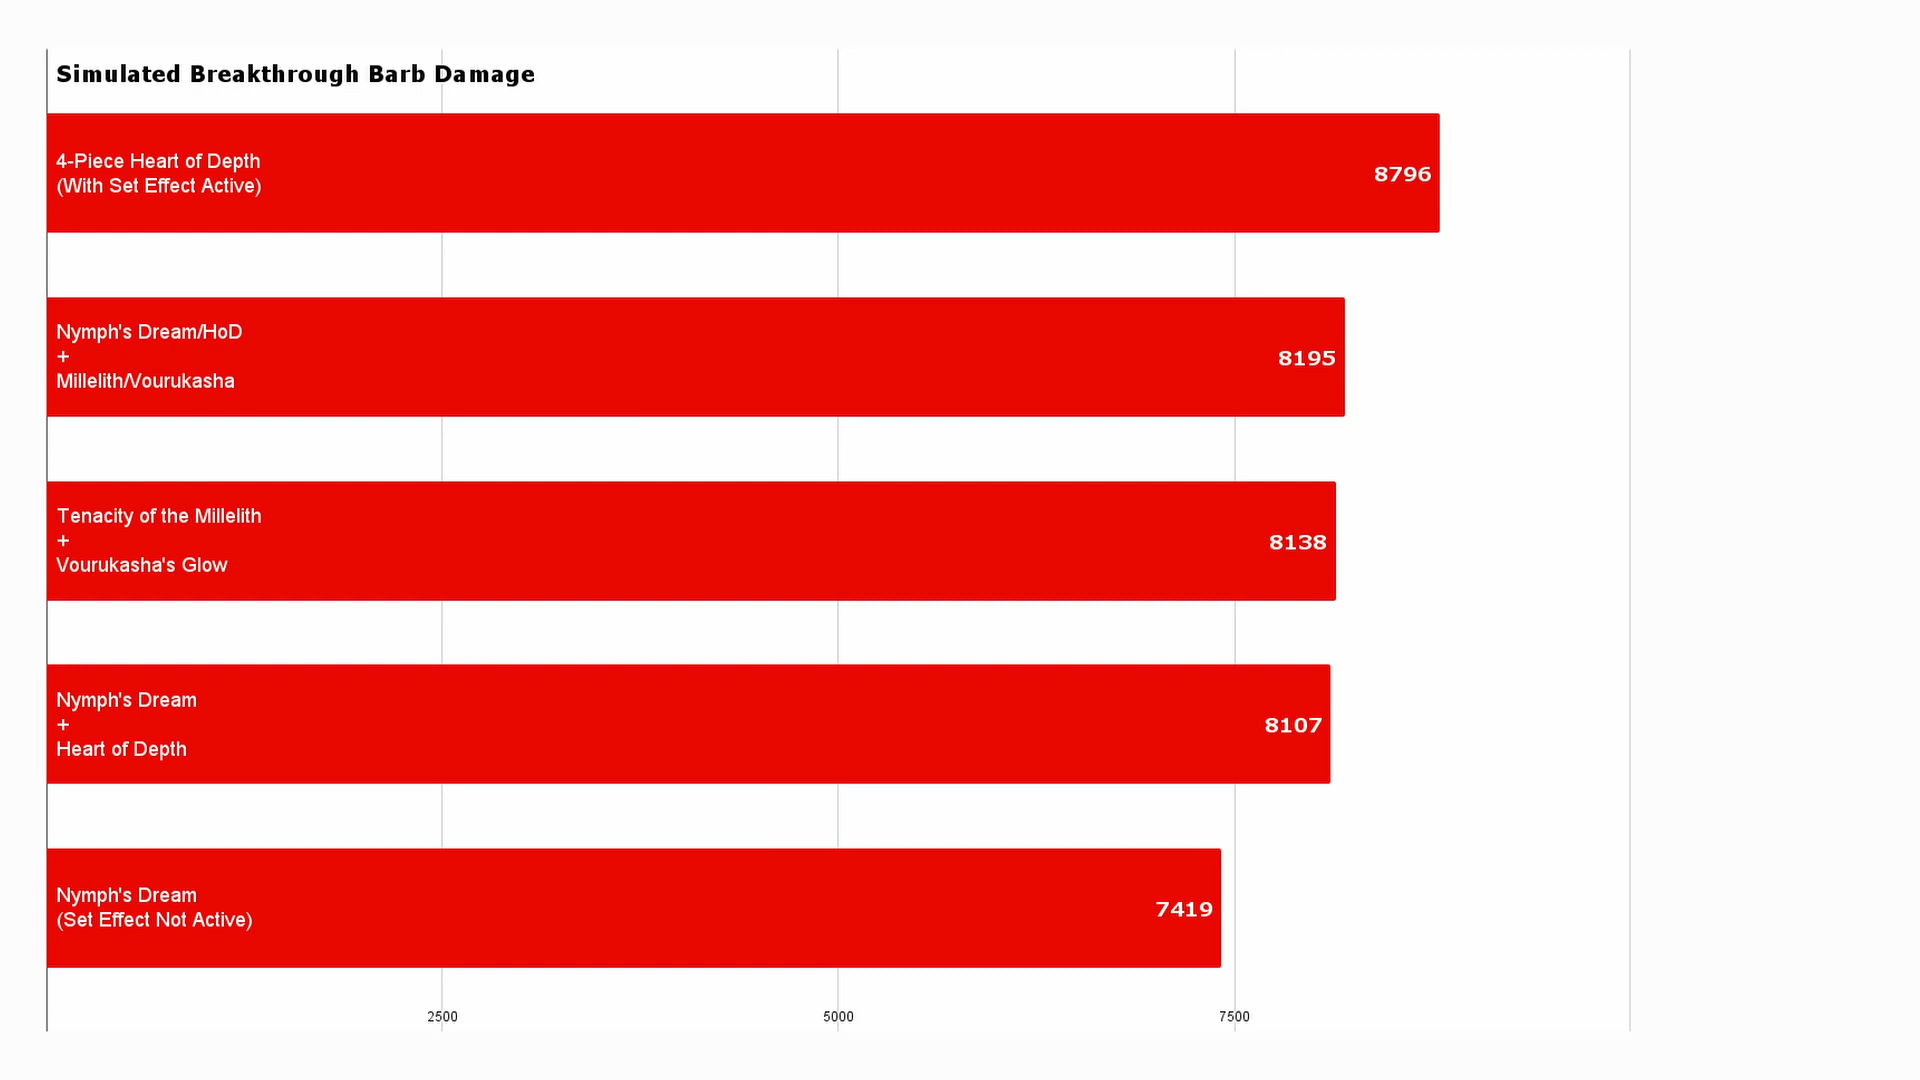 Simulated Breakthrough Barb Damage
4-Piece Heart of Depth
(With Set Effect Active)
8796
Nymph's Dream/HoD
+
Millelith/Vourukasha
8195
Tenacity of the Millelith
+
Vourukasha's Glow
8138
Nymph's Dream
+
Heart of Depth
8107
Nymph's Dream
(Set Effect Not Active)
7419
2500
5000
7500